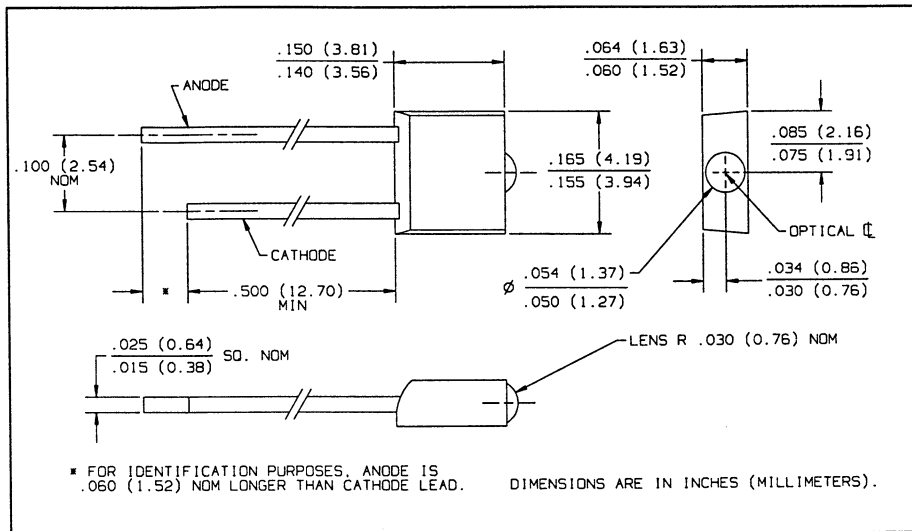 .150 (3.81)
.140 (3.56)
.064 (1.63)
.060 (1.52)
ANODE
.085 (2.16)
.075 (1.91)
.100 (2.54)
NOM
.165 (4.19)
.155 (3.94)
OPTICAL ℄
CATHODE
* .500 (12.70)
MIN
Ø .054 (1.37)
.050 (1.27)
.034 (0.86)
.030 (0.76)
.025 (0.64)
.015 (0.38)
SQ. NOM
LENS R .030 (0.76) NOM
* FOR IDENTIFICATION PURPOSES, ANODE IS
.060 (1.52) NOM LONGER THAN CATHODE LEAD.
DIMENSIONS ARE IN INCHES (MILLIMETERS).